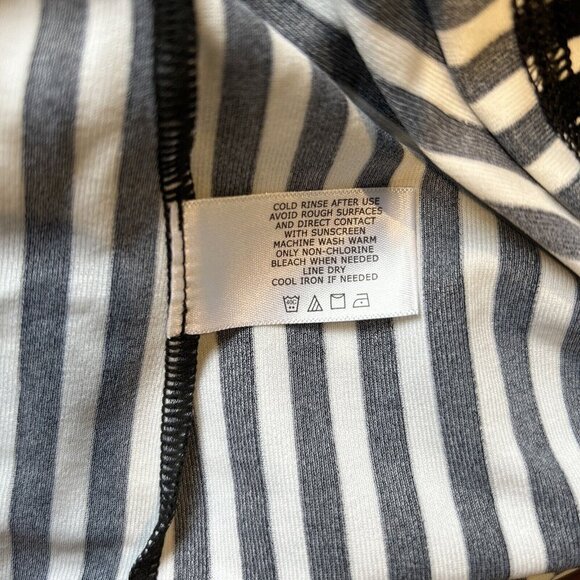 COLD RINSE AFTER USE
AVOID ROUGH SURFACES
AND DIRECT CONTACT
WITH SUNSCREEN
MACHINE WASH WARM
ONLY NON-CHLORINE
BLEACH WHEN NEEDED
LINE DRY
COOL IRON IF NEEDED